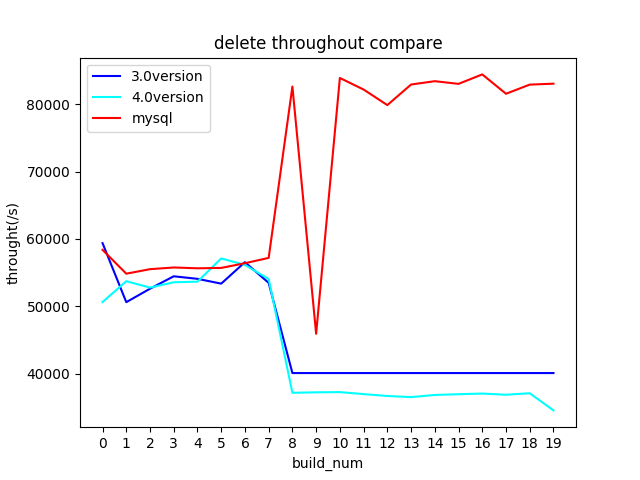 delete throughout compare
3.0version
4.0version
mysql
throught(/s)
80000
70000
60000
50000
40000
0 1 2 3 4 5 6 7 8 9 10 11 12 13 14 15 16 17 18 19
build_num